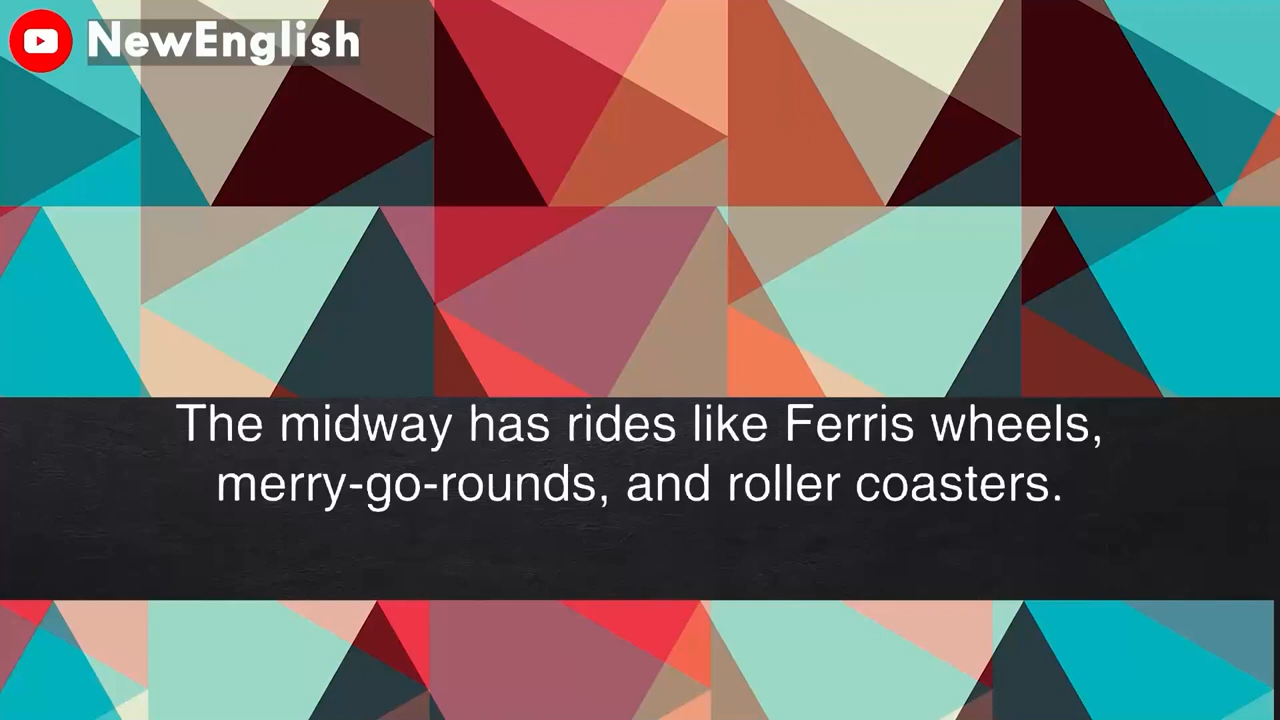 NewEnglish
The midway has rides like Ferris wheels,
merry-go-rounds, and roller coasters.